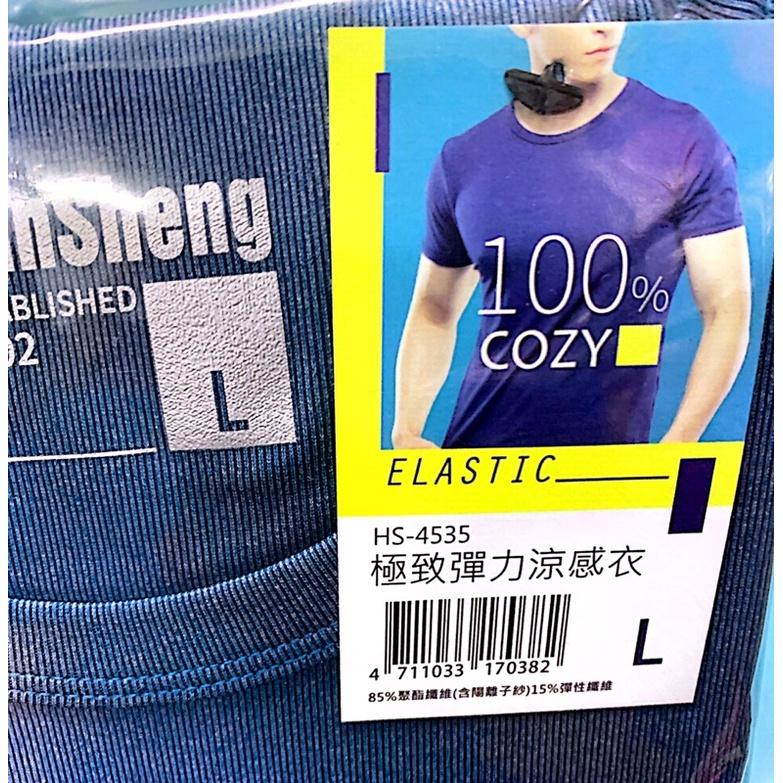 nsheng
ABLISHED
92
L
100%
COZY
ELASTIC
HS-4535
極致彈力涼感衣
L
4 711033 170382
85%聚酯纖維(含陽離子紗)15%彈性纖維